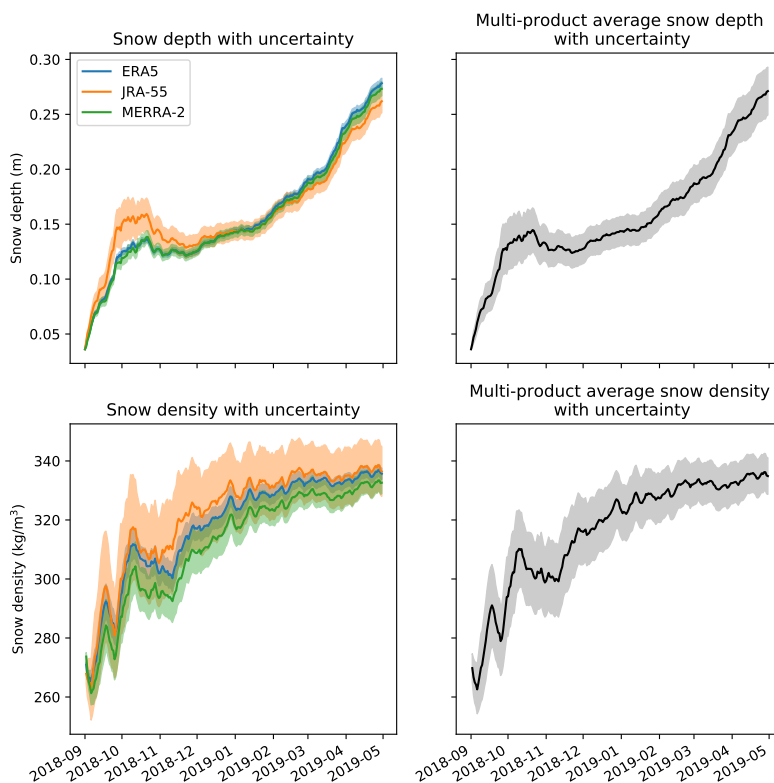 Snow depth with uncertainty
Multi-product average snow depth
with uncertainty
ERA5
JRA-55
MERRA-2
Snow depth (m)
0.30
0.25
0.20
0.15
0.10
0.05
Snow density with uncertainty
Multi-product average snow density
with uncertainty
Snow density (kg/m³)
340
320
300
280
260
2018-09
2018-10
2018-11
2018-12
2019-01
2019-02
2019-03
2019-04
2019-05
2018-09
2018-10
2018-11
2018-12
2019-01
2019-02
2019-03
2019-04
2019-05